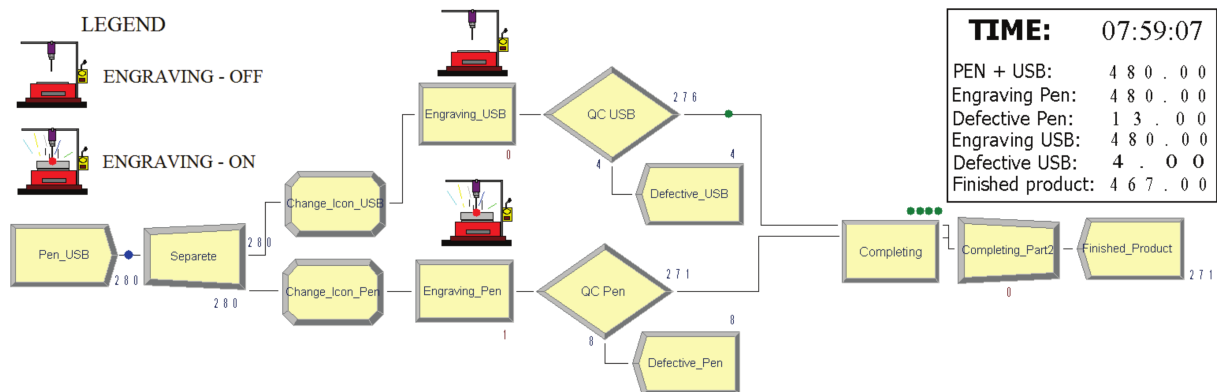 LEGEND
ENGRAVING - OFF
ENGRAVING - ON
TIME: 07:59:07
PEN + USB: 480.00
Engraving Pen: 480.00
Defective Pen: 13.00
Engraving USB: 480.00
Defective USB: 4.00
Finished product: 467.00
Engraving_USB
0
QC USB
276
4
4
Defective_USB
Change_Icon_USB
Pen_USB
280
Separete
280
280
Change_Icon_Pen
Engraving_Pen
1
QC Pen
271
8
8
Defective_Pen
Completing
Completing_Part2
0
Finished_Product
271